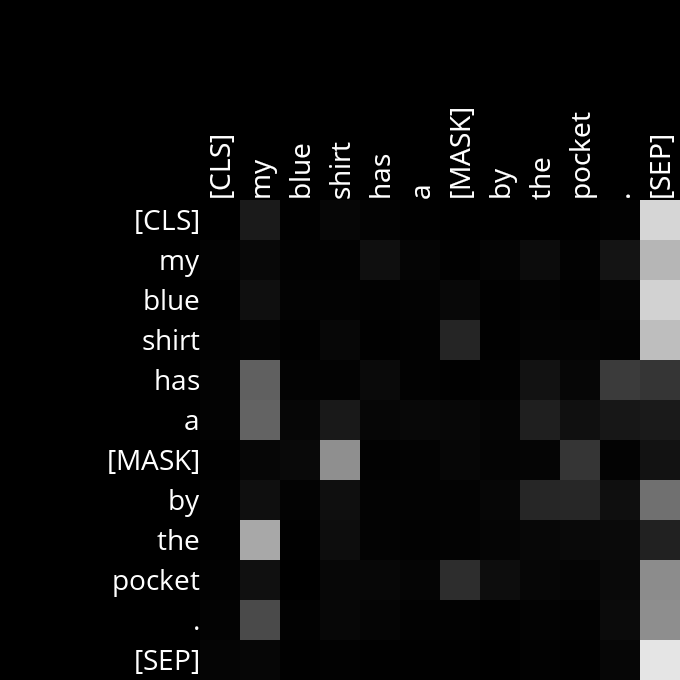 [CLS] my blue shirt has a [MASK] by the pocket . [SEP]
[CLS]
my
blue
shirt
has
a
[MASK]
by
the
pocket
.
[SEP]